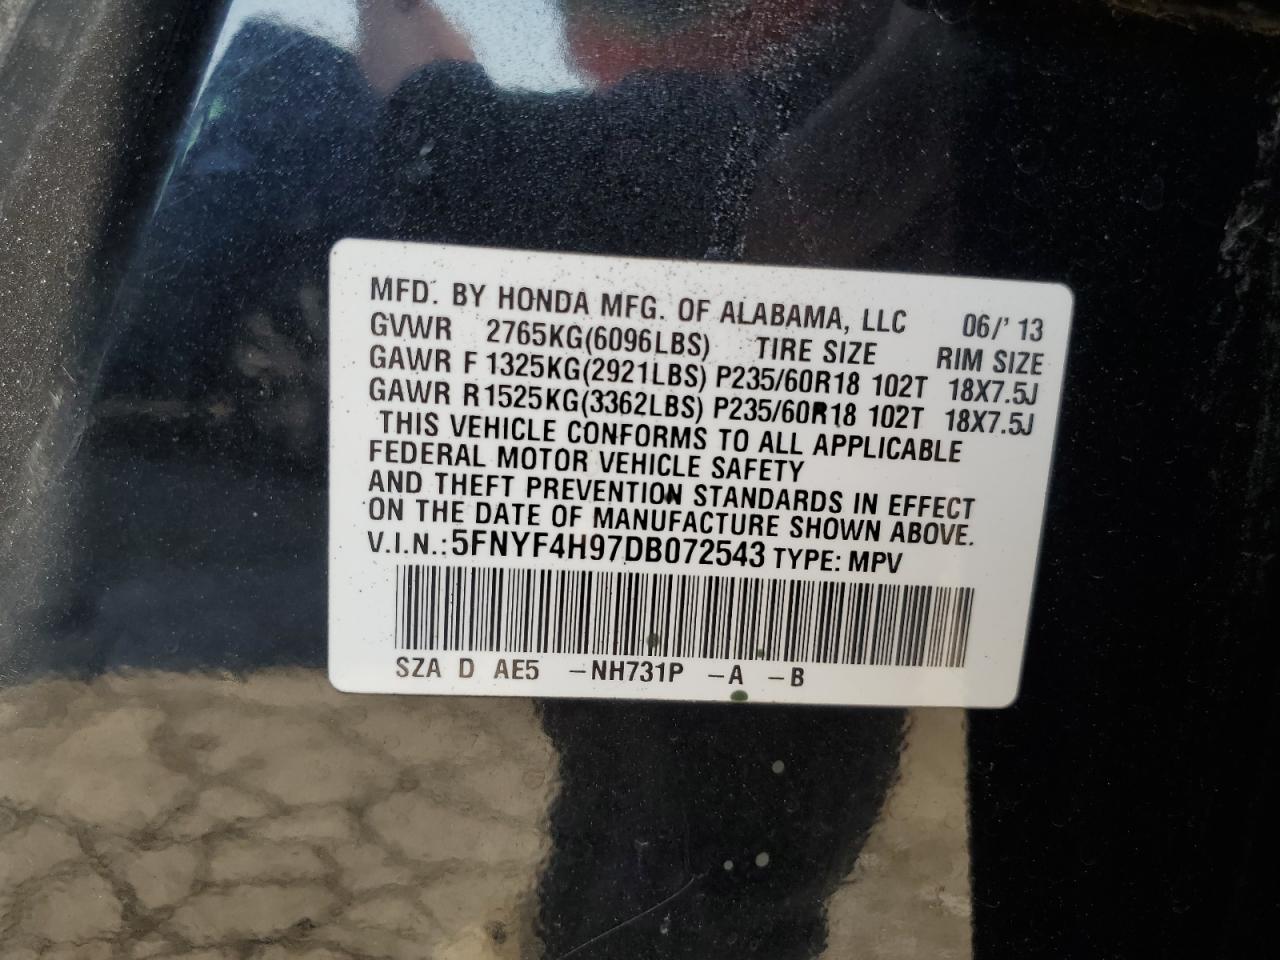 MFD. BY HONDA MFG. OF ALABAMA, LLC 06/'13
GVWR 2765KG(6096LBS) TIRE SIZE RIM SIZE
GAWR F 1325KG(2921LBS) P235/60R18 102T 18X7.5J
GAWR R 1525KG(3362LBS) P235/60R18 102T 18X7.5J
THIS VEHICLE CONFORMS TO ALL APPLICABLE
FEDERAL MOTOR VEHICLE SAFETY
AND THEFT PREVENTION STANDARDS IN EFFECT
ON THE DATE OF MANUFACTURE SHOWN ABOVE.
V.I.N.:5FNYF4H97DB072543 TYPE: MPV
SZA D AE5 –NH731P –A –B